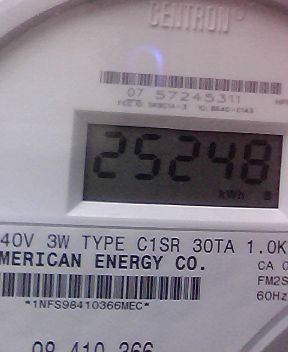 CENTRON®
07 57245311
25248
kWh
40V 3W TYPE C1SR 30TA 1.0K
MERICAN ENERGY CO.
CA 0
FM2S
60Hz
*1NFS98410366MEC*
09 410 366